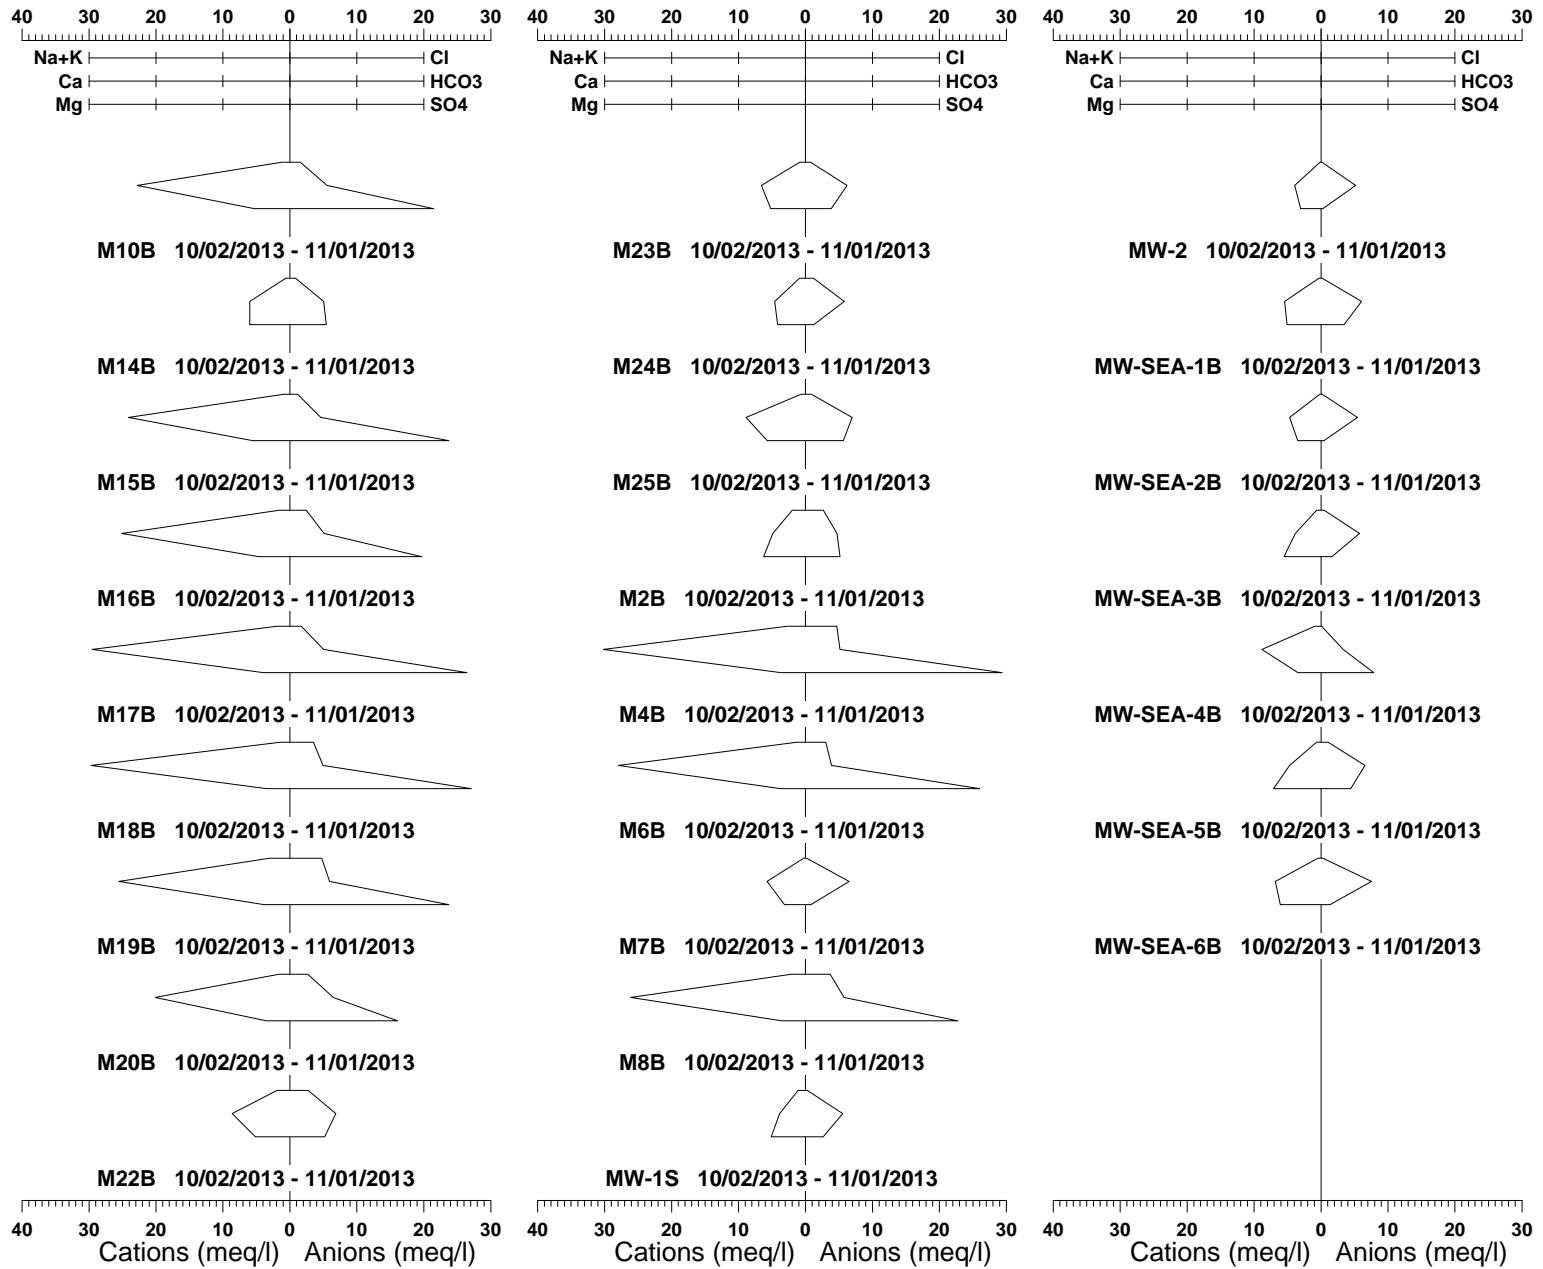 40 30 20 10 0 10 20 30
Na+K Cl
Ca HCO3
Mg SO4
M10B 10/02/2013 - 11/01/2013
M14B 10/02/2013 - 11/01/2013
M15B 10/02/2013 - 11/01/2013
M16B 10/02/2013 - 11/01/2013
M17B 10/02/2013 - 11/01/2013
M18B 10/02/2013 - 11/01/2013
M19B 10/02/2013 - 11/01/2013
M20B 10/02/2013 - 11/01/2013
M22B 10/02/2013 - 11/01/2013
40 30 20 10 0 10 20 30
Cations (meq/l) Anions (meq/l)
40 30 20 10 0 10 20 30
Na+K Cl
Ca HCO3
Mg SO4
M23B 10/02/2013 - 11/01/2013
M24B 10/02/2013 - 11/01/2013
M25B 10/02/2013 - 11/01/2013
M2B 10/02/2013 - 11/01/2013
M4B 10/02/2013 - 11/01/2013
M6B 10/02/2013 - 11/01/2013
M7B 10/02/2013 - 11/01/2013
M8B 10/02/2013 - 11/01/2013
MW-1S 10/02/2013 - 11/01/2013
40 30 20 10 0 10 20 30
Cations (meq/l) Anions (meq/l)
40 30 20 10 0 10 20 30
Na+K Cl
Ca HCO3
Mg SO4
MW-2 10/02/2013 - 11/01/2013
MW-SEA-1B 10/02/2013 - 11/01/2013
MW-SEA-2B 10/02/2013 - 11/01/2013
MW-SEA-3B 10/02/2013 - 11/01/2013
MW-SEA-4B 10/02/2013 - 11/01/2013
MW-SEA-5B 10/02/2013 - 11/01/2013
MW-SEA-6B 10/02/2013 - 11/01/2013
40 30 20 10 0 10 20 30
Cations (meq/l) Anions (meq/l)